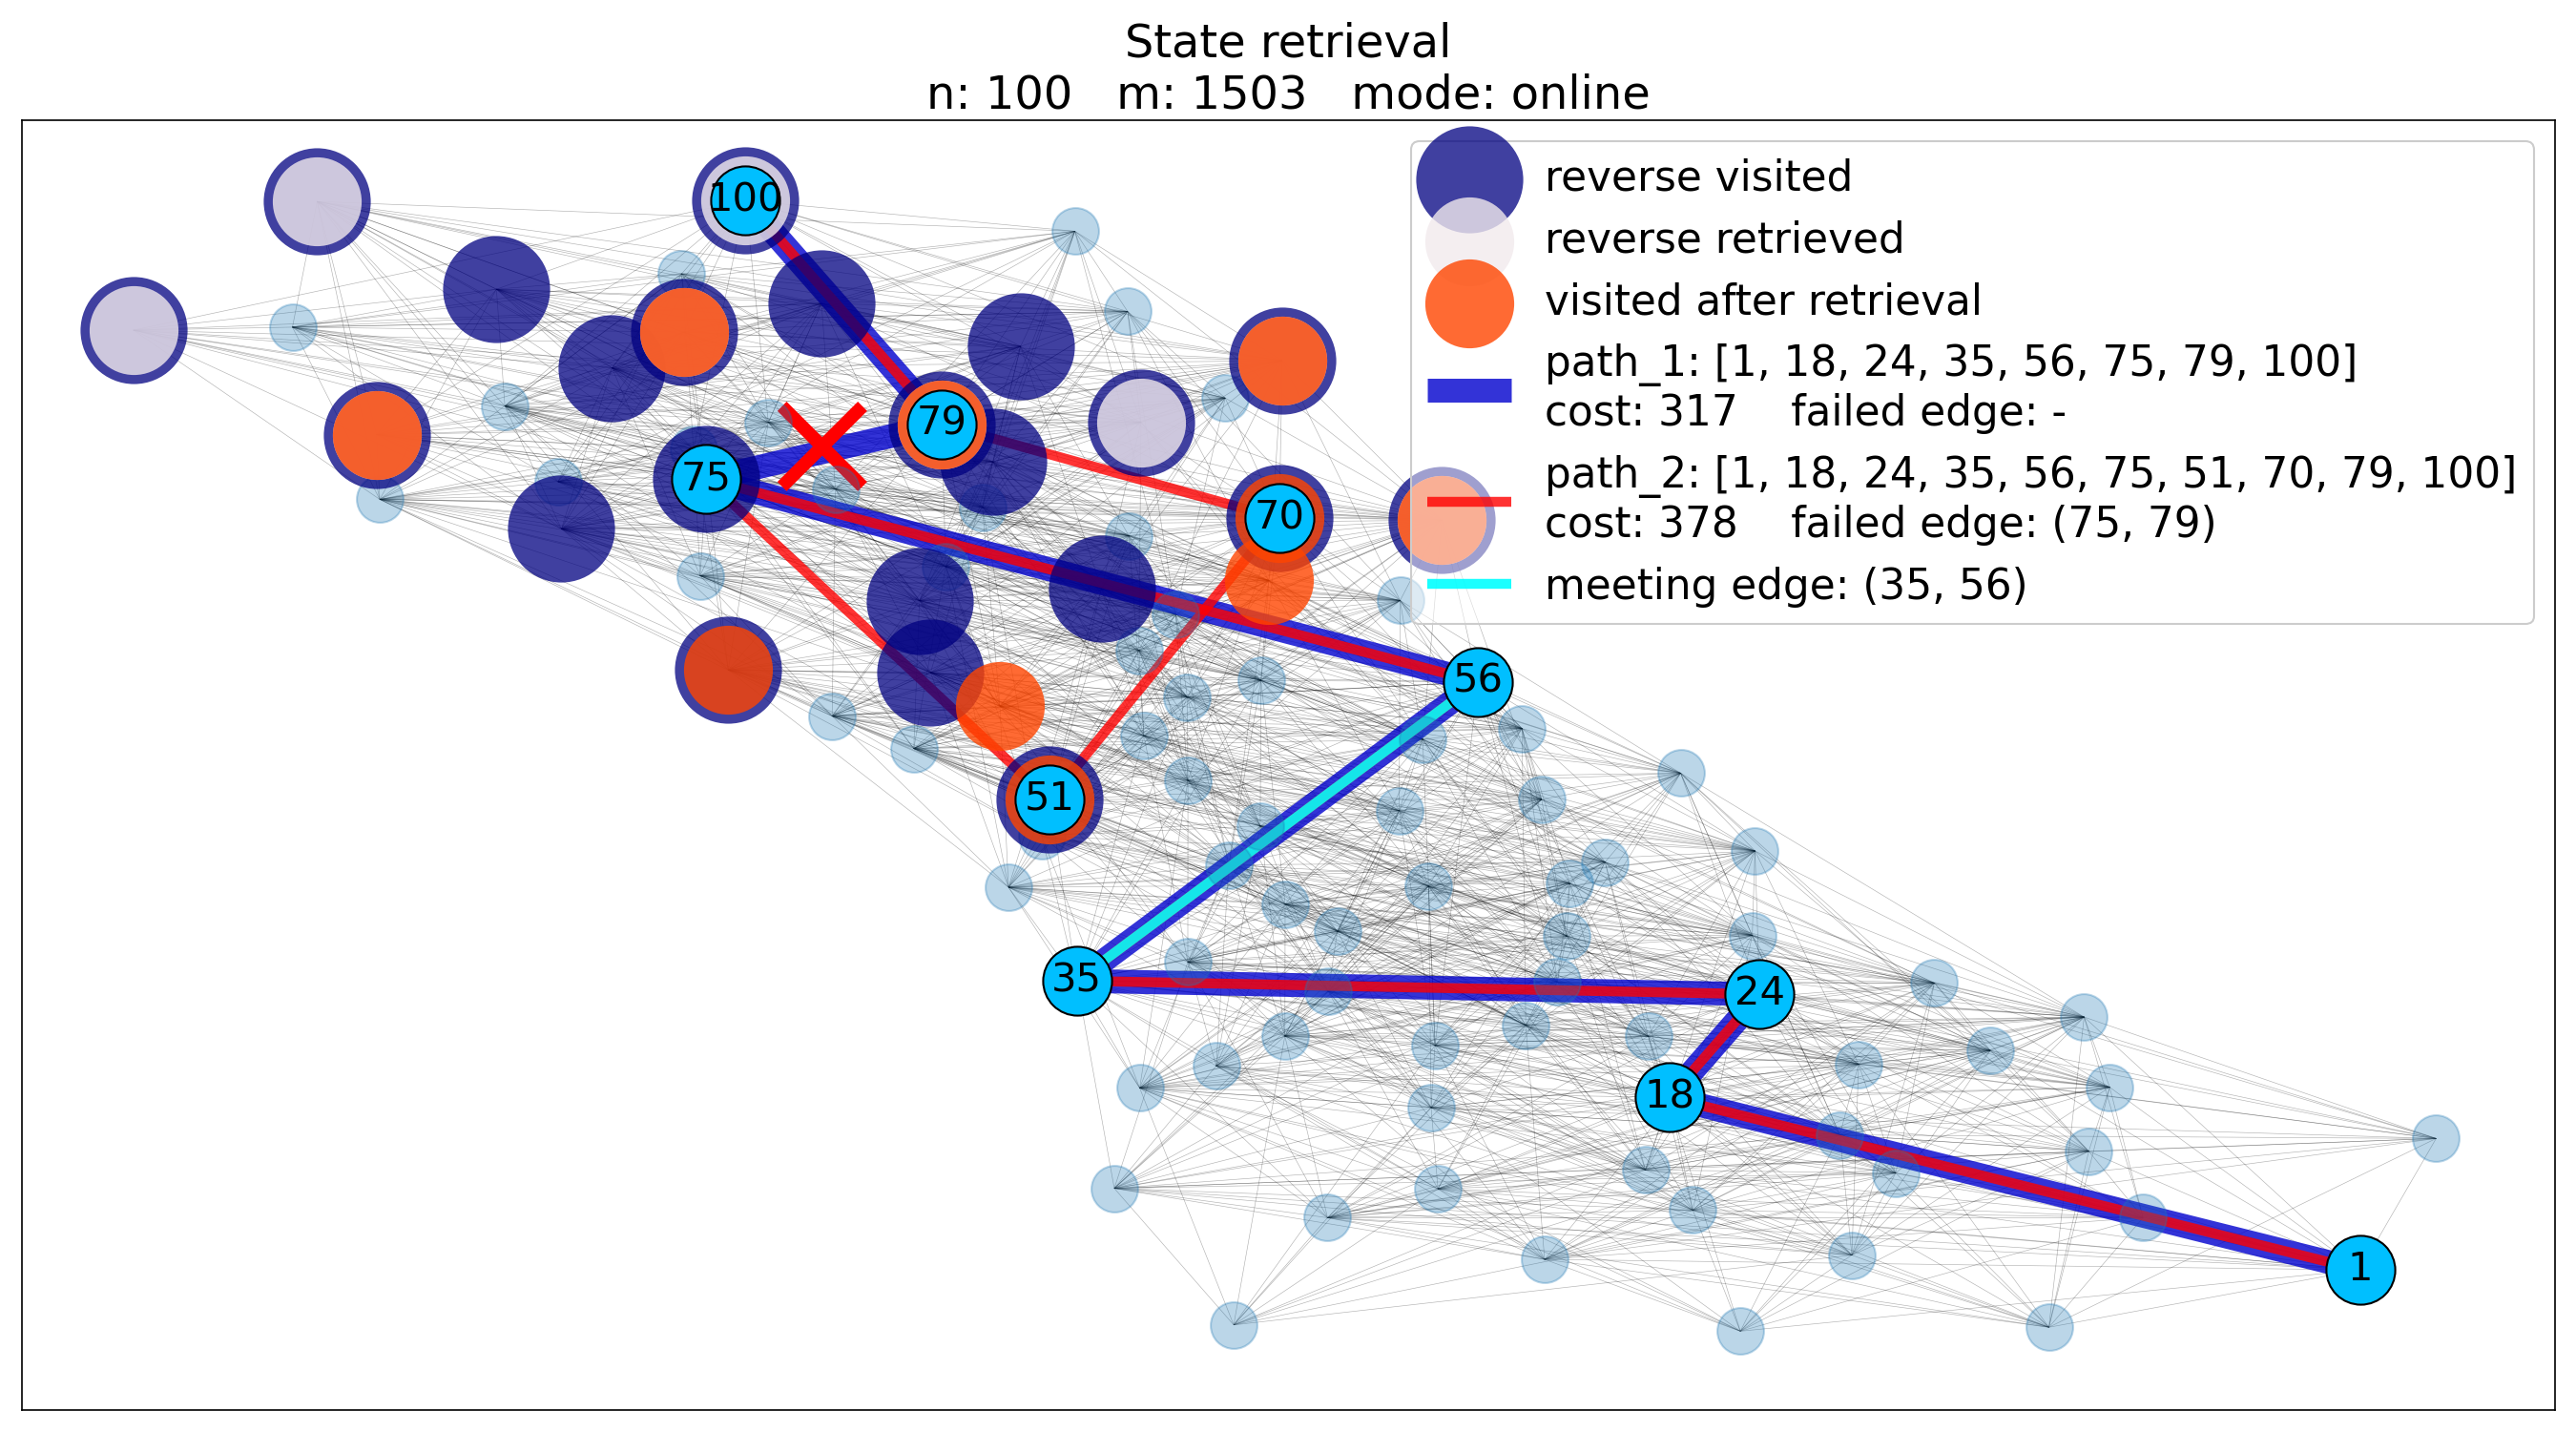 State retrieval
n: 100   m: 1503   mode: online
reverse visited
reverse retrieved
visited after retrieval
path_1: [1, 18, 24, 35, 56, 75, 79, 100]
cost: 317    failed edge: -
path_2: [1, 18, 24, 35, 56, 75, 51, 70, 79, 100]
cost: 378    failed edge: (75, 79)
meeting edge: (35, 56)
100
79
75
70
56
51
35
24
18
1